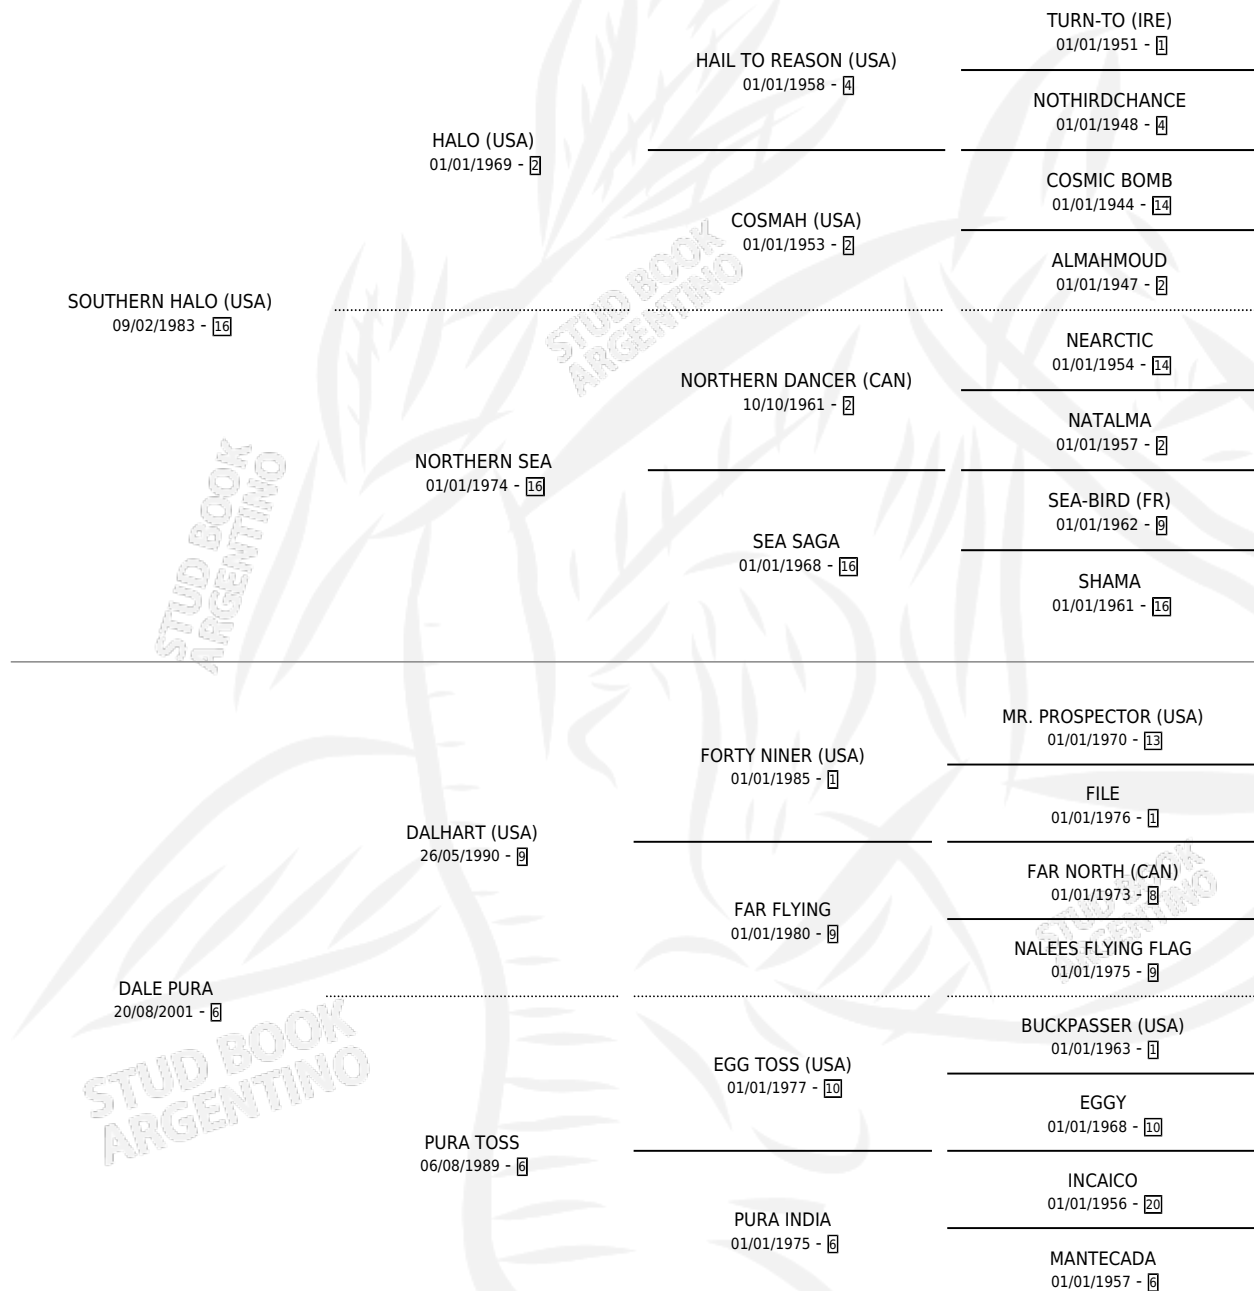 TURN-TO (IRE)
01/01/1951 - 1
HAIL TO REASON (USA)
01/01/1958 - 4
NOTHIRDCHANCE
01/01/1948 - 4
HALO (USA)
01/01/1969 - 2
COSMIC BOMB
01/01/1944 - 14
COSMAH (USA)
01/01/1953 - 2
ALMAHMOUD
01/01/1947 - 2
SOUTHERN HALO (USA)
09/02/1983 - 16
NEARCTIC
01/01/1954 - 14
NORTHERN DANCER (CAN)
10/10/1961 - 2
NATALMA
01/01/1957 - 2
NORTHERN SEA
01/01/1974 - 16
SEA-BIRD (FR)
01/01/1962 - 9
SEA SAGA
01/01/1968 - 16
SHAMA
01/01/1961 - 16
MR. PROSPECTOR (USA)
01/01/1970 - 13
FORTY NINER (USA)
01/01/1985 - 1
FILE
01/01/1976 - 1
DALHART (USA)
26/05/1990 - 9
FAR NORTH (CAN)
01/01/1973 - 8
FAR FLYING
01/01/1980 - 9
NALEES FLYING FLAG
01/01/1975 - 9
DALE PURA
20/08/2001 - 6
BUCKPASSER (USA)
01/01/1963 - 1
EGG TOSS (USA)
01/01/1977 - 10
EGGY
01/01/1968 - 10
PURA TOSS
06/08/1989 - 6
INCAICO
01/01/1956 - 20
PURA INDIA
01/01/1975 - 6
MANTECADA
01/01/1957 - 6
STUD BOOK
ARGENTINO
STUD BOOK
ARGENTINO
STUD BOOK
ARGENTINO
STUD BOOK
ARGENTINO